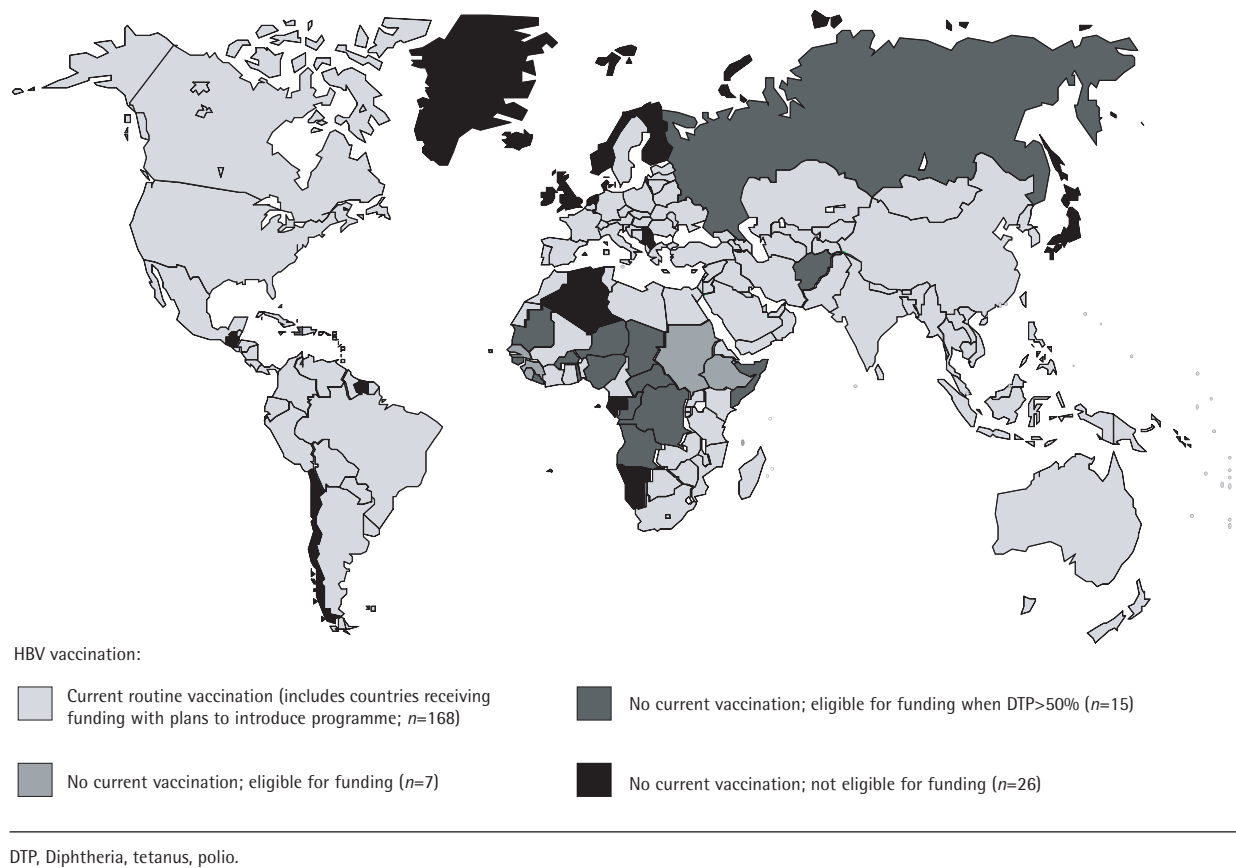 HBV vaccination:
Current routine vaccination (includes countries receiving
funding with plans to introduce programme; n=168)
No current vaccination; eligible for funding when DTP>50% (n=15)
No current vaccination; eligible for funding (n=7)
No current vaccination; not eligible for funding (n=26)
DTP, Diphtheria, tetanus, polio.